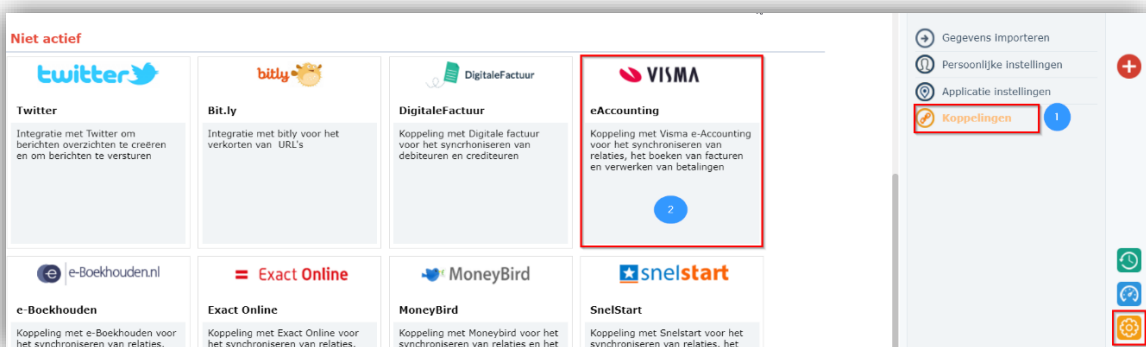 Niet actief
twitter
Twitter
Integratie met Twitter om
berichten overzichten te creëren
en om berichten te versturen
bitly
Bit.ly
Integratie met bitly voor het
verkorten van URL's
DigitaleFactuur
DigitaleFactuur
Koppeling met Digitale factuur
voor het syncrhoniseren van
debiteuren en crediteuren
VISMA
eAccounting
Koppeling met Visma e-Accounting
voor het synchroniseren van
relaties, het boeken van facturen
en verwerken van betalingen
2
e-Boekhouden.nl
e-Boekhouden
Koppeling met e-Boekhouden voor
het synchroniseren van relaties,
Exact Online
Exact Online
Koppeling met Exact Online voor
het synchroniseren van relaties,
MoneyBird
MoneyBird
Koppeling met Moneybird voor het
synchroniseren van relaties en het
snelstart
SnelStart
Koppeling met Snelstart voor het
synchroniseren van relaties, het
Gegevens Importeren
Persoonlijke Instellingen
Applicatie instellingen
Koppelingen
1